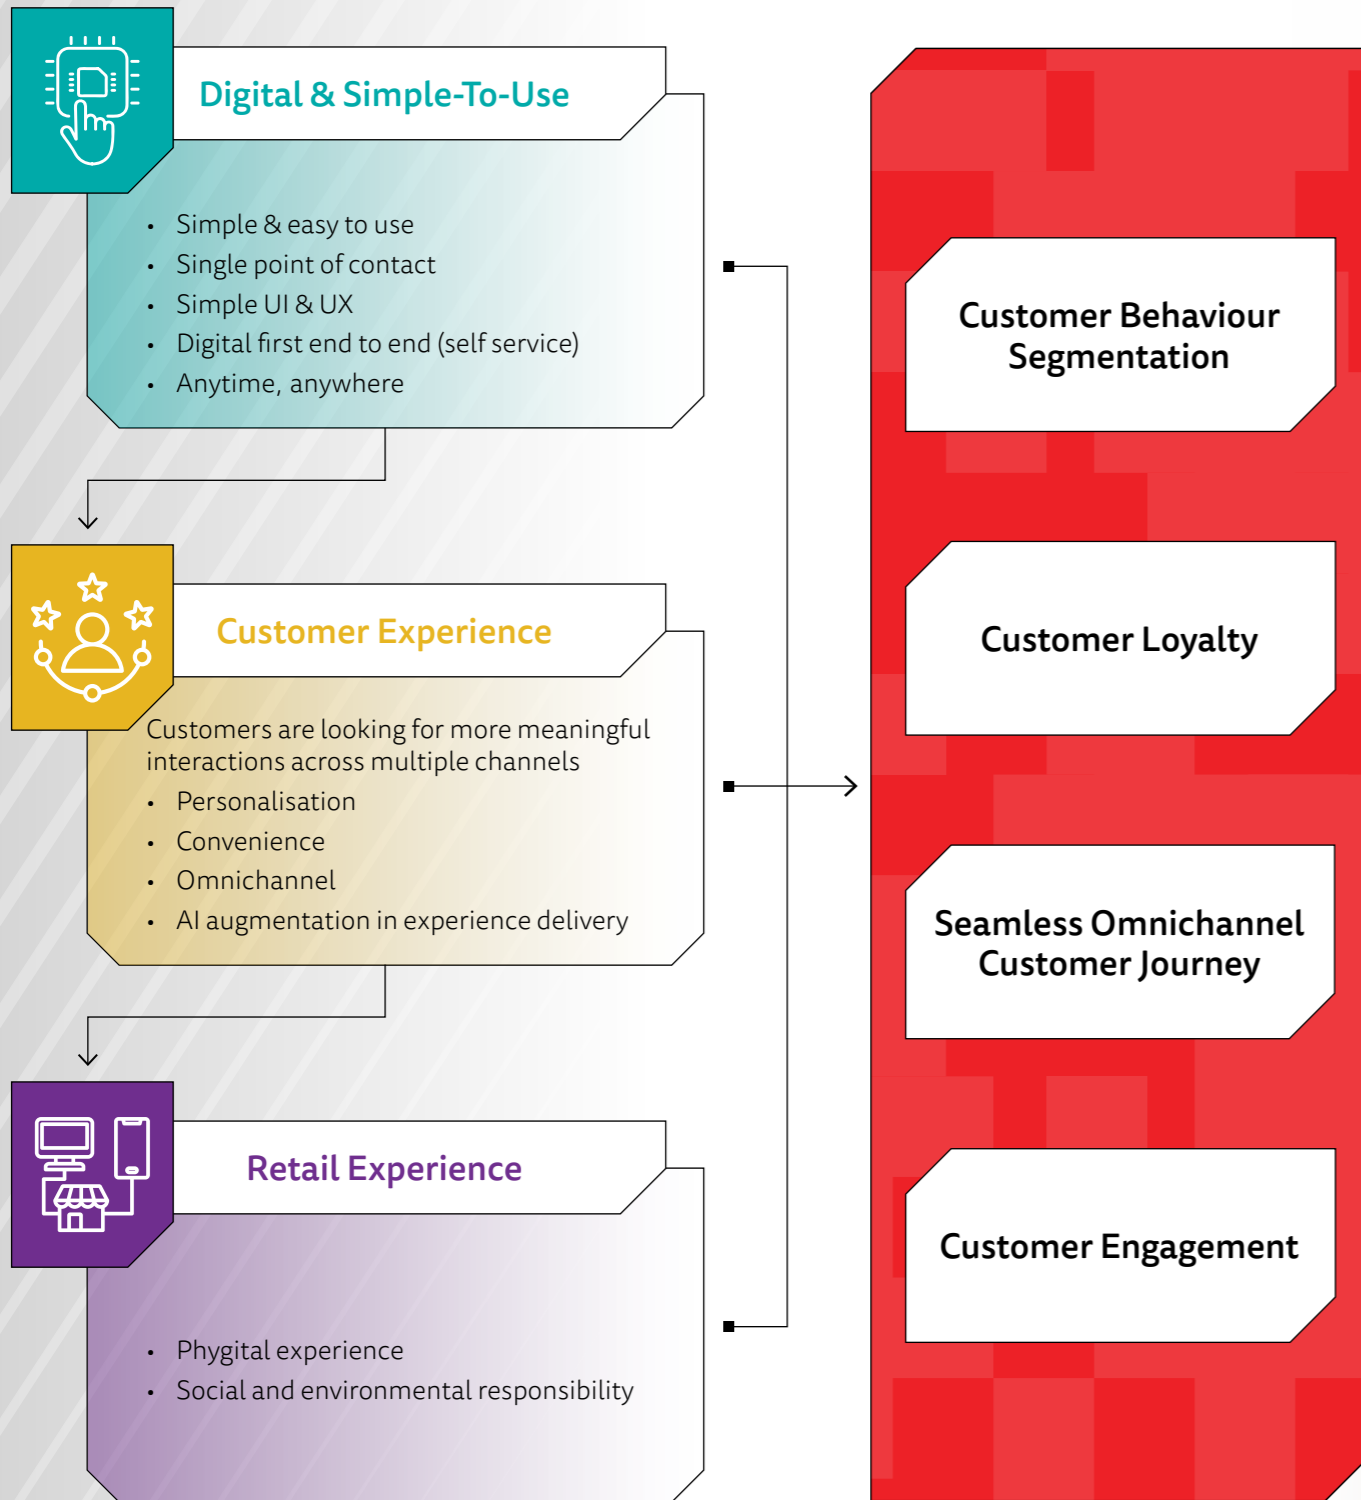 Digital & Simple-To-Use
• Simple & easy to use
• Single point of contact
• Simple UI & UX
• Digital first end to end (self service)
• Anytime, anywhere
Customer Experience
Customers are looking for more meaningful
interactions across multiple channels
• Personalisation
• Convenience
• Omnichannel
• AI augmentation in experience delivery
Retail Experience
• Phygital experience
• Social and environmental responsibility
Customer Behaviour
Segmentation
Customer Loyalty
Seamless Omnichannel
Customer Journey
Customer Engagement